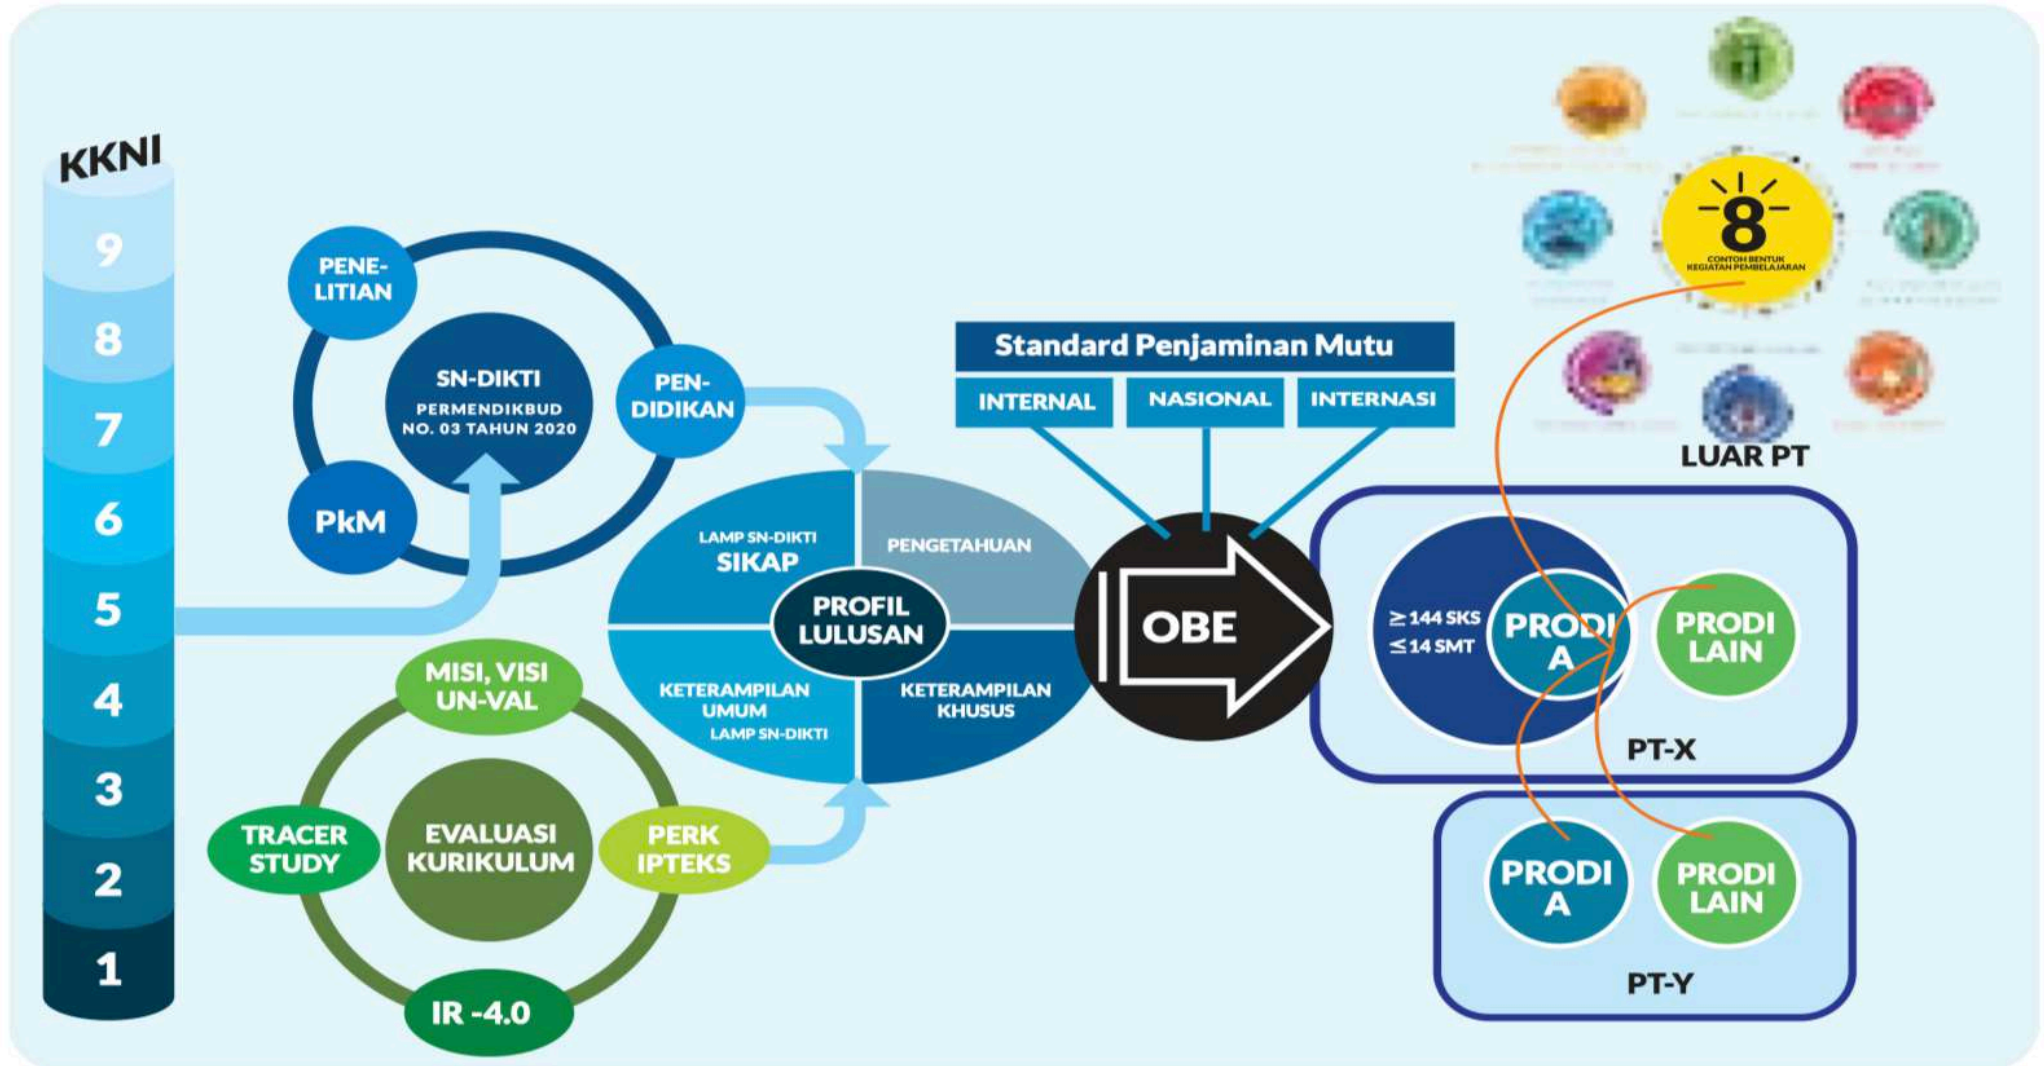 KKNI
9
8
7
6
5
4
3
2
1
PENE-
LITIAN
SN-DIKTI
PERMENDIKBUD
NO. 03 TAHUN 2020
PEN-
DIDIKAN
PkM
MISI, VISI
UN-VAL
TRACER
STUDY
EVALUASI
KURIKULUM
PERK
IPTEKS
IR -4.0
LAMP SN-DIKTI
SIKAP
PENGETAHUAN
PROFIL
LULUSAN
KETERAMPILAN
UMUM
LAMP SN-DIKTI
KETERAMPILAN
KHUSUS
Standard Penjaminan Mutu
INTERNAL
NASIONAL
INTERNASI
OBE
8
CONTOH BENTUK
KEGIATAN PEMBELAJARAN
LUAR PT
≥ 144 SKS
≤ 14 SMT
PRODI
A
PRODI
LAIN
PT-X
PRODI
A
PRODI
LAIN
PT-Y